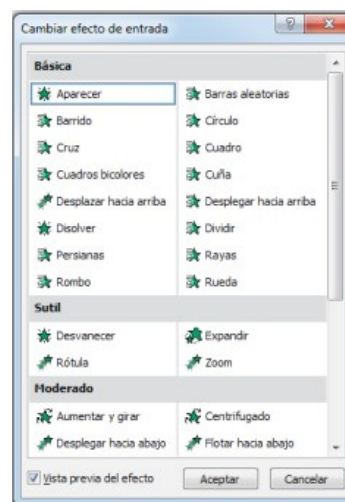 Cambiar efecto de entrada
Básica
Aparecer Barras aleatorias
Barrido Círculo
Cruz Cuadro
Cuadros bicolores Cuña
Desplazar hacia arriba Desplegar hacia arriba
Disolver Dividir
Persianas Rayas
Rombo Rueda
Sutil
Desvanecer Expandir
Rótula Zoom
Moderado
Aumentar y girar Centrifugado
Desplegar hacia abajo Flotar hacia abajo
Vista previa del efecto Aceptar Cancelar